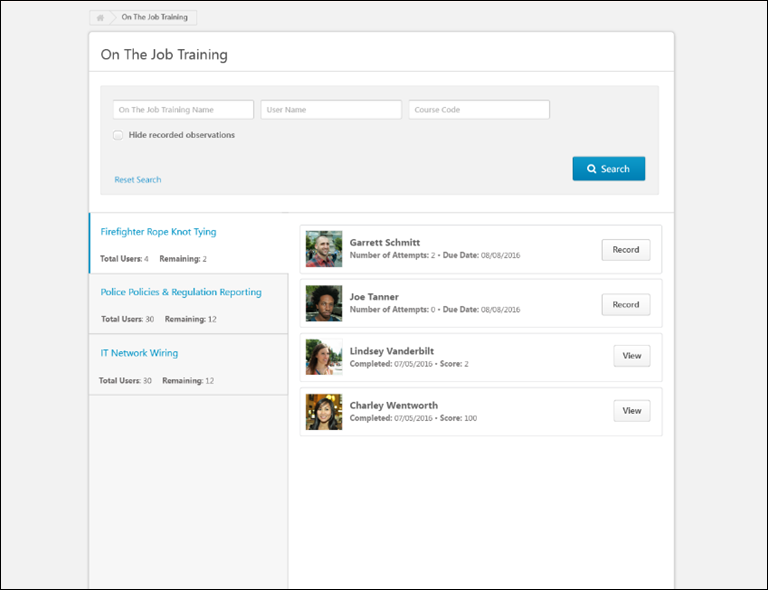 On The Job Training
On The Job Training
On The Job Training Name
User Name
Course Code
Hide recorded observations
Reset Search
Search
Firefighter Rope Knot Tying
Total Users: 4 Remaining: 2
Police Policies & Regulation Reporting
Total Users: 30 Remaining: 12
IT Network Wiring
Total Users: 30 Remaining: 12
Garrett Schmitt
Number of Attempts: 2 • Due Date: 08/08/2016
Record
Joe Tanner
Number of Attempts: 0 • Due Date: 08/08/2016
Record
Lindsey Vanderbilt
Completed: 07/05/2016 • Score: 2
View
Charley Wentworth
Completed: 07/05/2016 • Score: 100
View